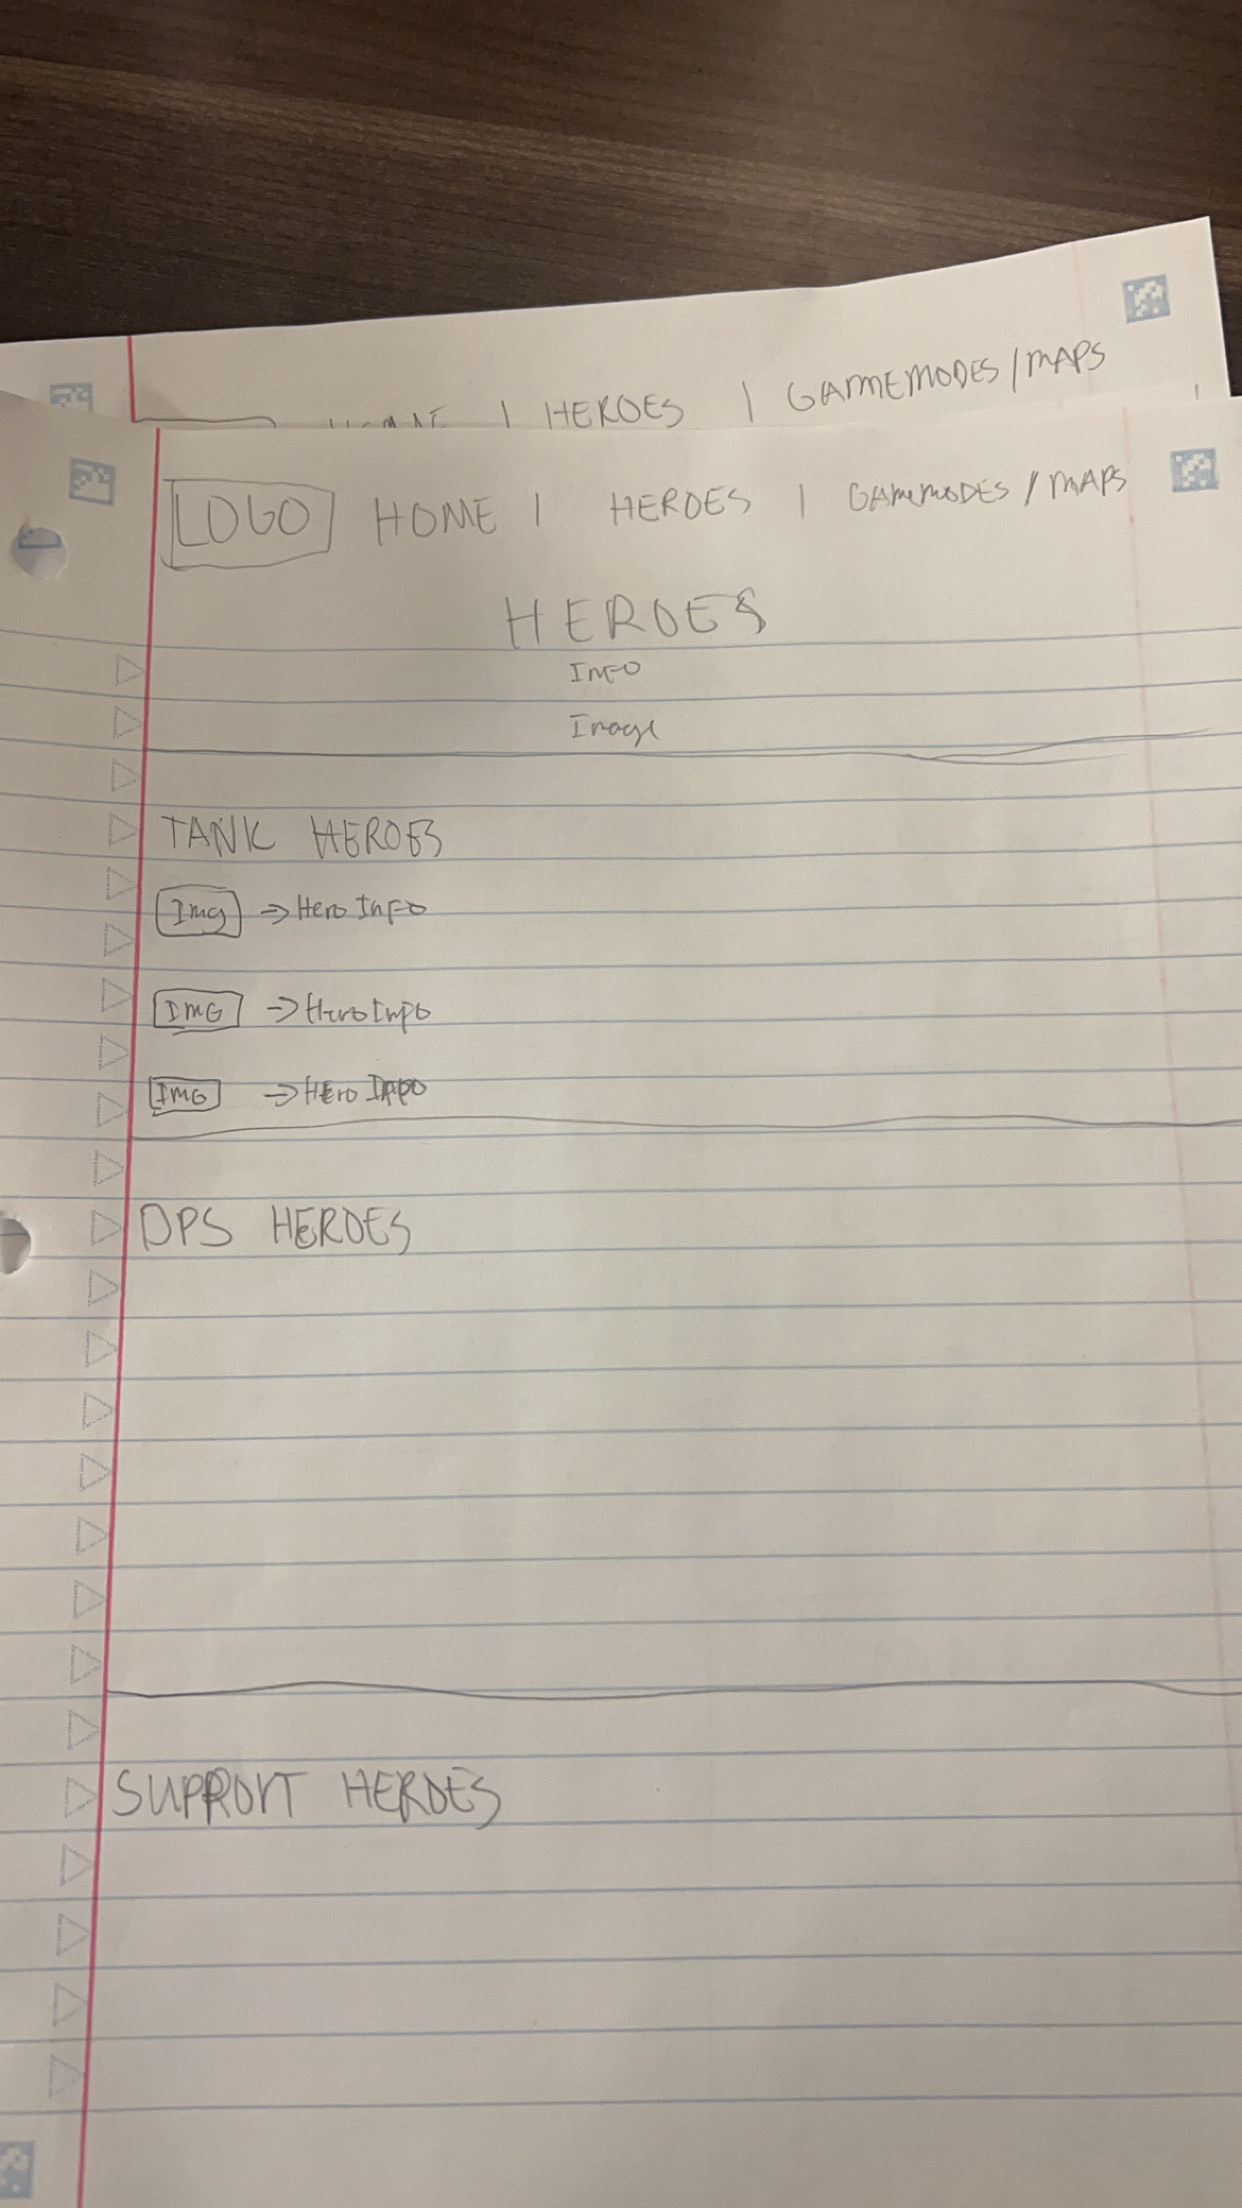 HEROES | GAMEMODES / MAPS
LOGO HOME | HEROES | GAMEMODES / MAPS
HEROES
INFO
Image
TANK HEROES
Img → Hero InFo
IMG → Hero Info
IMG → HEro INFO
DPS HEROES
SUPPORT HEROES